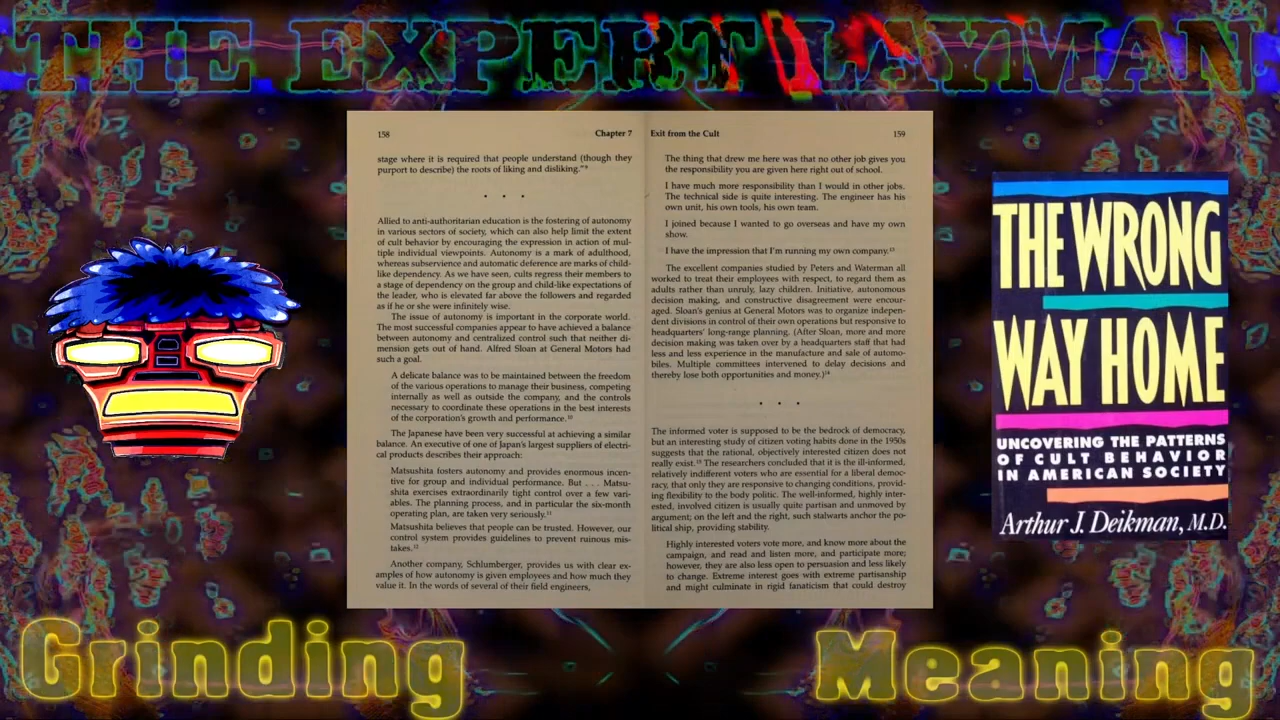 THE EXPERT LAYMAN
158 Chapter 7
stage where it is required that people understand (though they
purport to describe) the roots of liking and disliking."⁹
• • •
Allied to anti-authoritarian education is the fostering of autonomy
in various sectors of society, which can also help limit the extent
of cult behavior by encouraging the expression in action of mul-
tiple individual viewpoints. Autonomy is a mark of adulthood,
whereas subservience and automatic deference are marks of child-
like dependency. As we have seen, cults regress their members to
a stage of dependency on the group and child-like expectations of
the leader, who is elevated far above the followers and regarded
as if he or she were infinitely wise.
The issue of autonomy is important in the corporate world.
The most successful companies appear to have achieved a balance
between autonomy and centralized control such that neither di-
mension gets out of hand. Alfred Sloan at General Motors had
such a goal.
A delicate balance was to be maintained between the freedom
of the various operations to manage their business, competing
internally as well as outside the company, and the controls
necessary to coordinate these operations in the best interests
of the corporation's growth and performance.¹⁰
The Japanese have been very successful at achieving a similar
balance. An executive of one of Japan's largest suppliers of electri-
cal products describes their approach:
Matsushita fosters autonomy and provides enormous incen-
tive for group and individual performance. But . . . Matsu-
shita exercises extraordinarily tight control over a few vari-
ables. The planning process, and in particular the six-month
operating plan, are taken very seriously.¹¹
Matsushita believes that people can be trusted. However, our
control system provides guidelines to prevent ruinous mis-
takes.¹²
Another company, Schlumberger, provides us with clear ex-
amples of how autonomy is given employees and how much they
value it. In the words of several of their field engineers,
Exit from the Cult 159
The thing that drew me here was that no other job gives you
the responsibility you are given here right out of school.
I have much more responsibility than I would in other jobs.
The technical side is quite interesting. The engineer has his
own unit, his own tools, his own team.
I joined because I wanted to go overseas and have my own
show.
I have the impression that I'm running my own company.¹³
The excellent companies studied by Peters and Waterman all
worked to treat their employees with respect, to regard them as
adults rather than unruly, lazy children. Initiative, autonomous
decision making, and constructive disagreement were encour-
aged. Sloan's genius at General Motors was to organize indepen-
dent divisions in control of their own operations but responsive to
headquarters' long-range planning. (After Sloan, more and more
decision making was taken over by a headquarters staff that had
less and less experience in the manufacture and sale of automo-
biles. Multiple committees intervened to delay decisions and
thereby lose both opportunities and money.)¹⁴
• • •
The informed voter is supposed to be the bedrock of democracy,
but an interesting study of citizen voting habits done in the 1950s
suggests that the rational, objectively interested citizen does not
really exist.¹⁵ The researchers concluded that it is the ill-informed,
relatively indifferent voters who are essential for a liberal democ-
racy, that only they are responsive to changing conditions, provid-
ing flexibility to the body politic. The well-informed, highly inter-
ested, involved citizen is usually quite partisan and unmoved by
argument; on the left and the right, such stalwarts anchor the po-
litical ship, providing stability.
Highly interested voters vote more, and know more about the
campaign, and read and listen more, and participate more;
however, they are also less open to persuasion and less likely
to change. Extreme interest goes with extreme partisanship
and might culminate in rigid fanaticism that could destroy
THE WRONG
WAY HOME
UNCOVERING THE PATTERNS
OF CULT BEHAVIOR
IN AMERICAN SOCIETY
Arthur J. Deikman, M.D.
Grinding Meaning